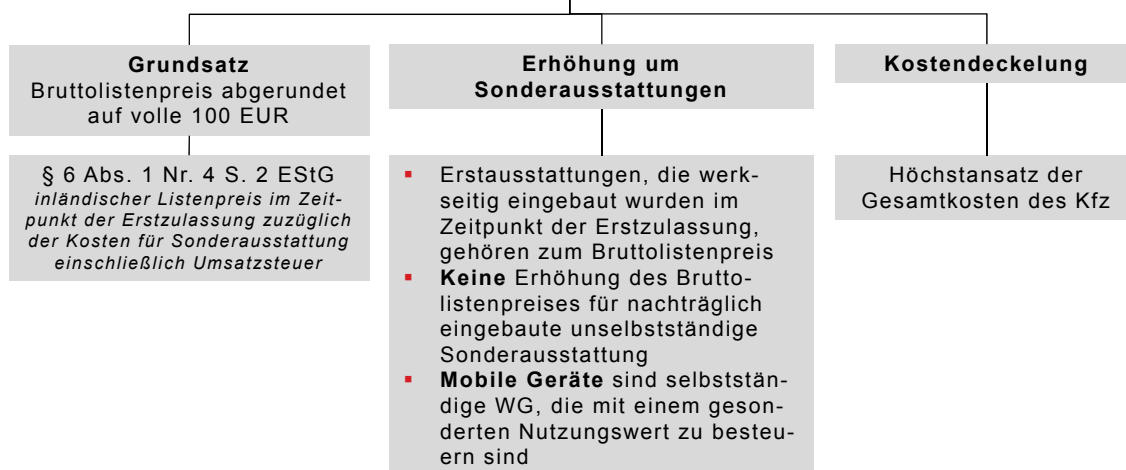 Grundsatz
Bruttolistenpreis abgerundet
auf volle 100 EUR
§ 6 Abs. 1 Nr. 4 S. 2 EStG
inländischer Listenpreis im Zeit-
punkt der Erstzulassung zuzüglich
der Kosten für Sonderausstattung
einschließlich Umsatzsteuer
Erhöhung um
Sonderausstattungen
▪ Erstausstattungen, die werk-
seitig eingebaut wurden im
Zeitpunkt der Erstzulassung,
gehören zum Bruttolistenpreis
▪ Keine Erhöhung des Brutto-
listenpreises für nachträglich
eingebaute unselbstständige
Sonderausstattung
▪ Mobile Geräte sind selbststän-
dige WG, die mit einem geson-
derten Nutzungswert zu besteu-
ern sind
Kostendeckelung
Höchstansatz der
Gesamtkosten des Kfz